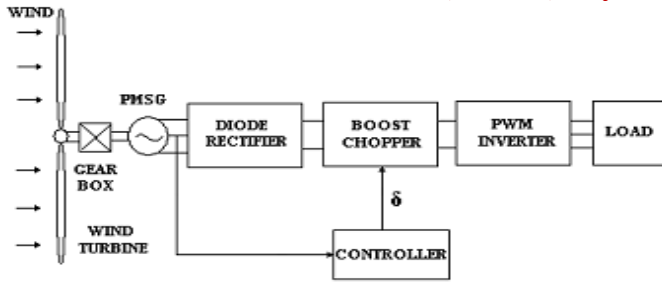 WIND
PMSG
DIODE
RECTIFIER
BOOST
CHOPPER
PWM
INVERTER
LOAD
GEAR
BOX
δ
WIND
TURBINE
CONTROLLER